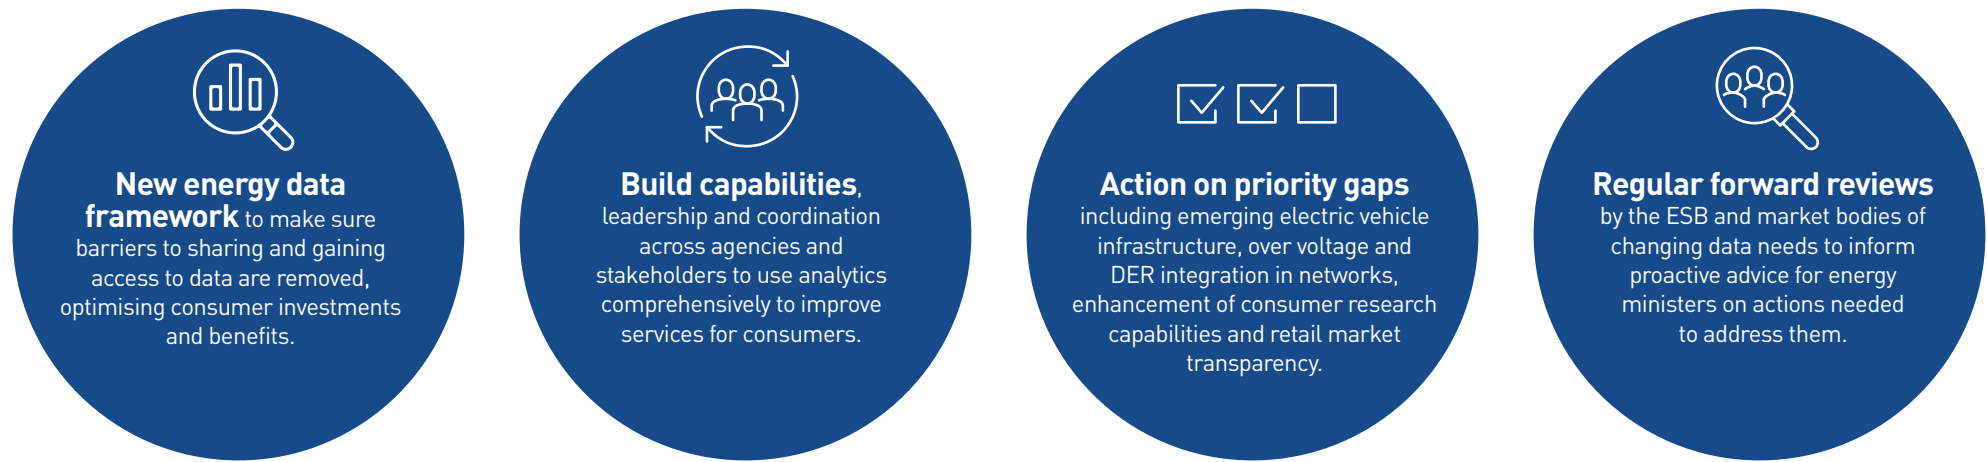 New energy data
framework to make sure
barriers to sharing and gaining
access to data are removed,
optimising consumer investments
and benefits.
Build capabilities,
leadership and coordination
across agencies and
stakeholders to use analytics
comprehensively to improve
services for consumers.
Action on priority gaps
including emerging electric vehicle
infrastructure, over voltage and
DER integration in networks,
enhancement of consumer research
capabilities and retail market
transparency.
Regular forward reviews
by the ESB and market bodies of
changing data needs to inform
proactive advice for energy
ministers on actions needed
to address them.